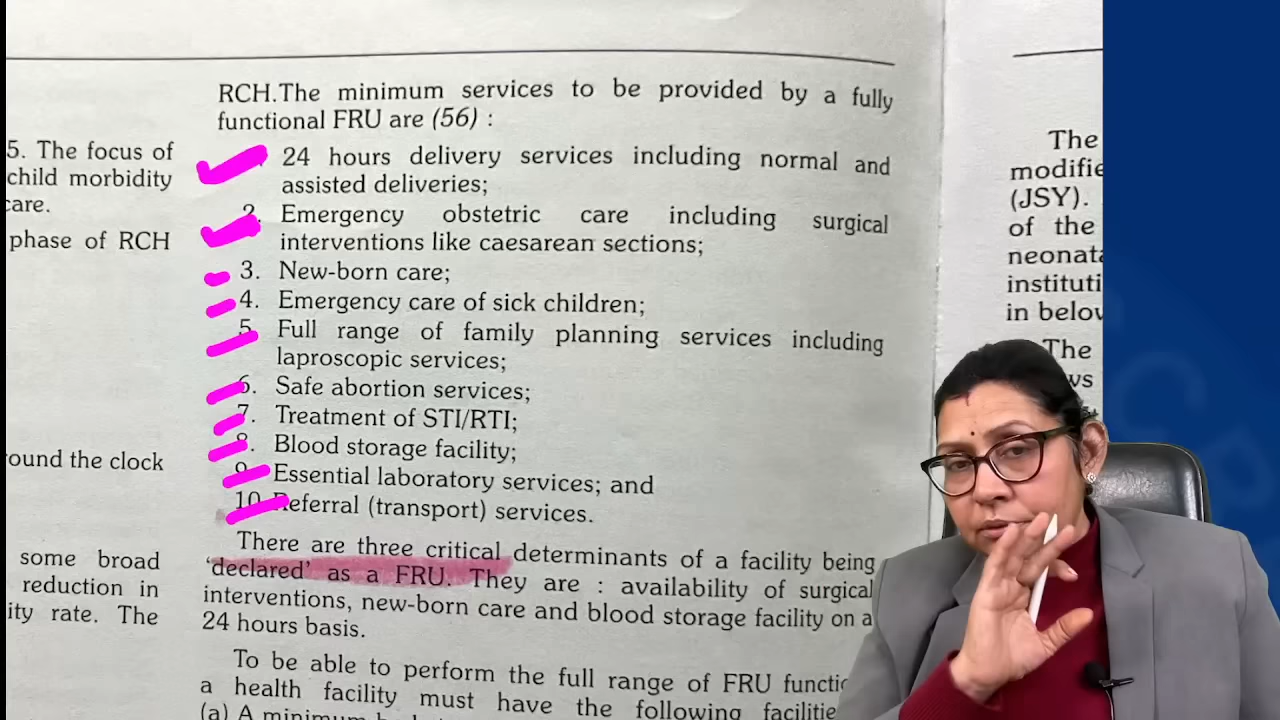 5. The focus of
child morbidity
care.
phase of RCH
round the clock
some broad
reduction in
ity rate. The
RCH.The minimum services to be provided by a fully
functional FRU are (56) :
24 hours delivery services including normal and
assisted deliveries;
2. Emergency obstetric care including surgical
interventions like caesarean sections;
3. New-born care;
4. Emergency care of sick children;
5. Full range of family planning services including
laproscopic services;
6. Safe abortion services;
7. Treatment of STI/RTI;
8. Blood storage facility;
9. Essential laboratory services; and
10. Referral (transport) services.
There are three critical determinants of a facility being
'declared' as a FRU. They are : availability of surgical
interventions, new-born care and blood storage facility on a
24 hours basis.
To be able to perform the full range of FRU functio
a health facility must have the following facilitie
(a) A minimum
The
modifie
(JSY).
of the
neonata
instituti
in below
The
ws